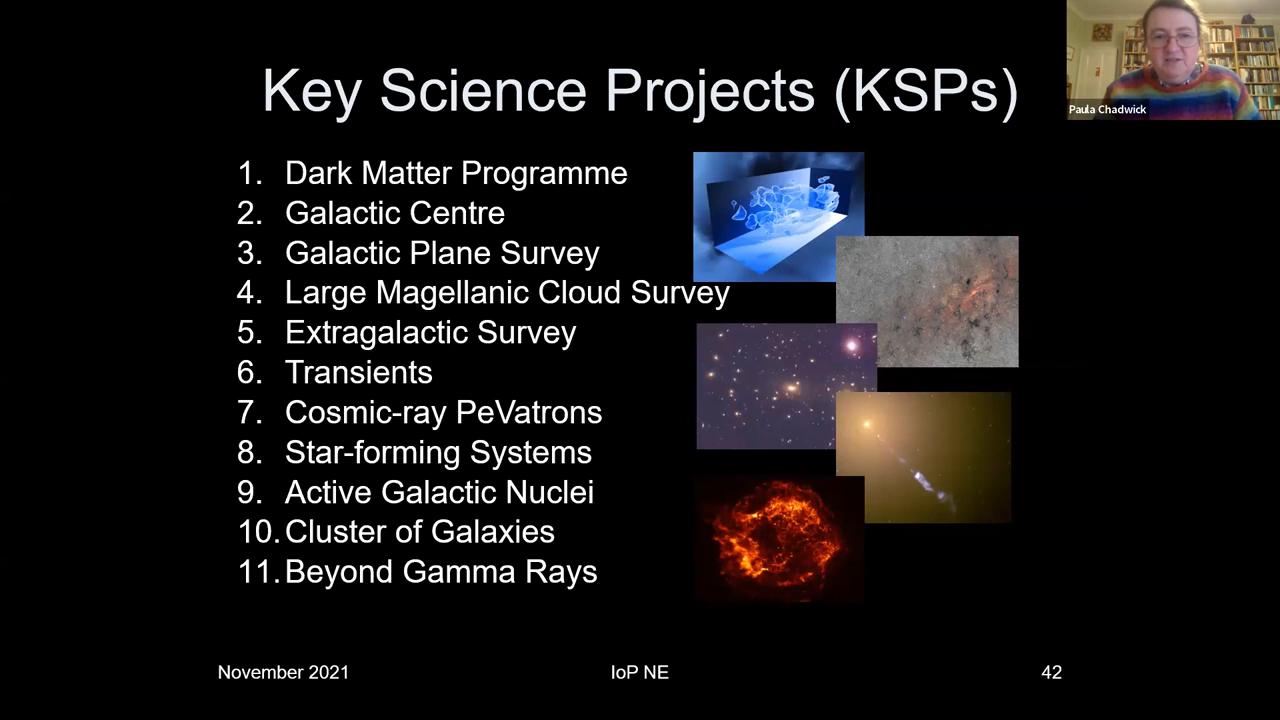 Key Science Projects (KSPs)
Paula Chadwick
1. Dark Matter Programme
2. Galactic Centre
3. Galactic Plane Survey
4. Large Magellanic Cloud Survey
5. Extragalactic Survey
6. Transients
7. Cosmic-ray PeVatrons
8. Star-forming Systems
9. Active Galactic Nuclei
10. Cluster of Galaxies
11. Beyond Gamma Rays
November 2021
IoP NE
42